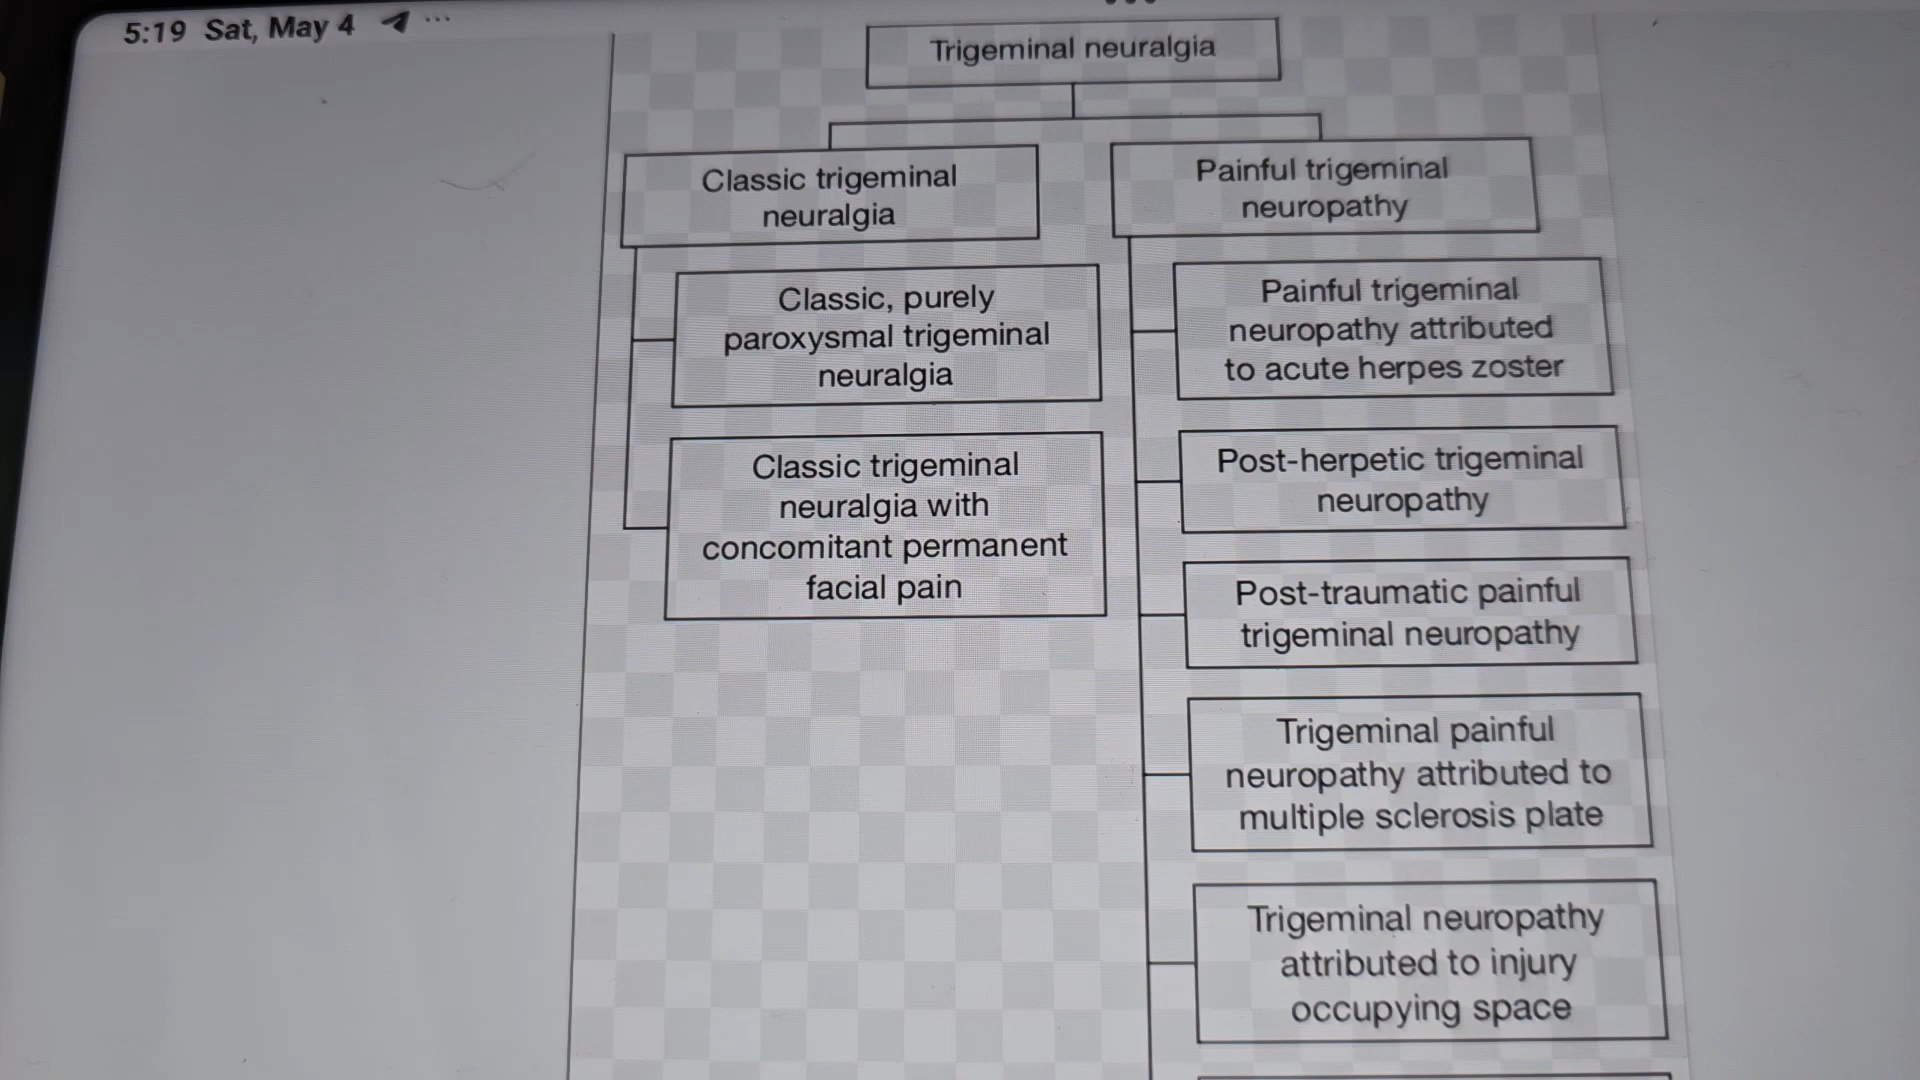 5:19 Sat, May 4
Trigeminal neuralgia
Classic trigeminal
neuralgia
Classic, purely
paroxysmal trigeminal
neuralgia
Classic trigeminal
neuralgia with
concomitant permanent
facial pain
Painful trigeminal
neuropathy
Painful trigeminal
neuropathy attributed
to acute herpes zoster
Post-herpetic trigeminal
neuropathy
Post-traumatic painful
trigeminal neuropathy
Trigeminal painful
neuropathy attributed to
multiple sclerosis plate
Trigeminal neuropathy
attributed to injury
occupying space